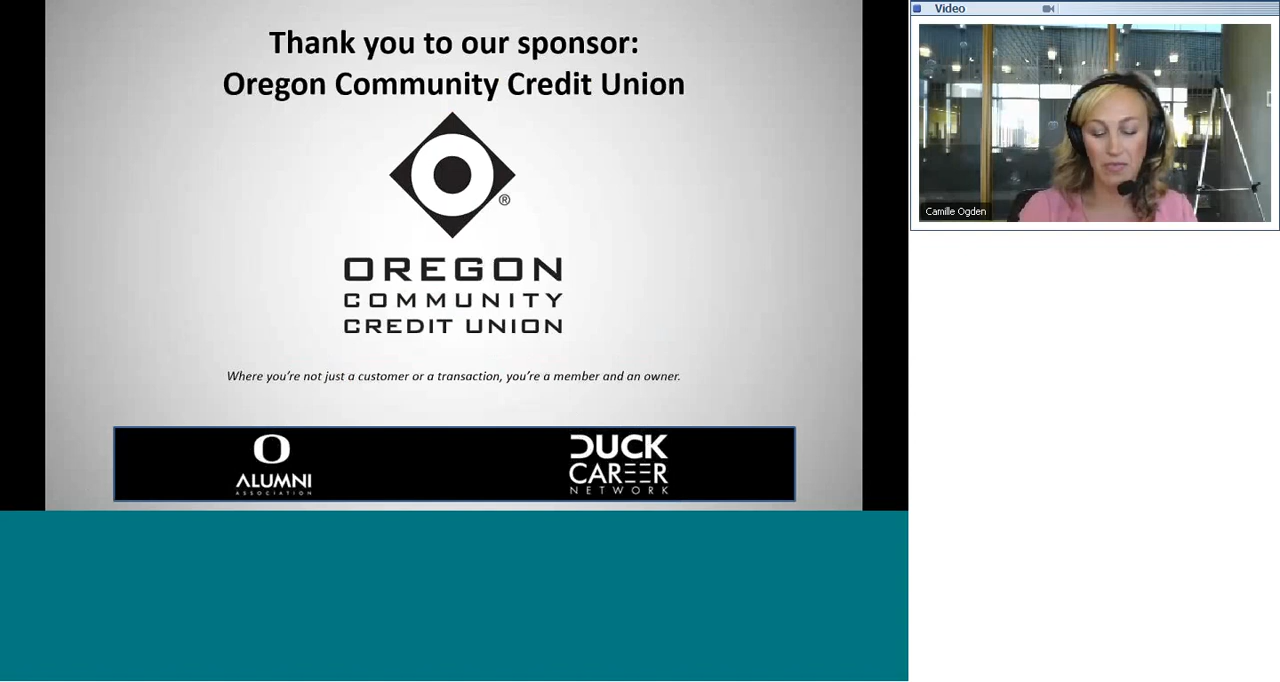 Thank you to our sponsor:
Oregon Community Credit Union
®
OREGON
COMMUNITY
CREDIT UNION
Where you're not just a customer or a transaction, you're a member and an owner.
O
ALUMNI
ASSOCIATION
DUCK
CAREER
NETWORK
Video
Camille Ogden